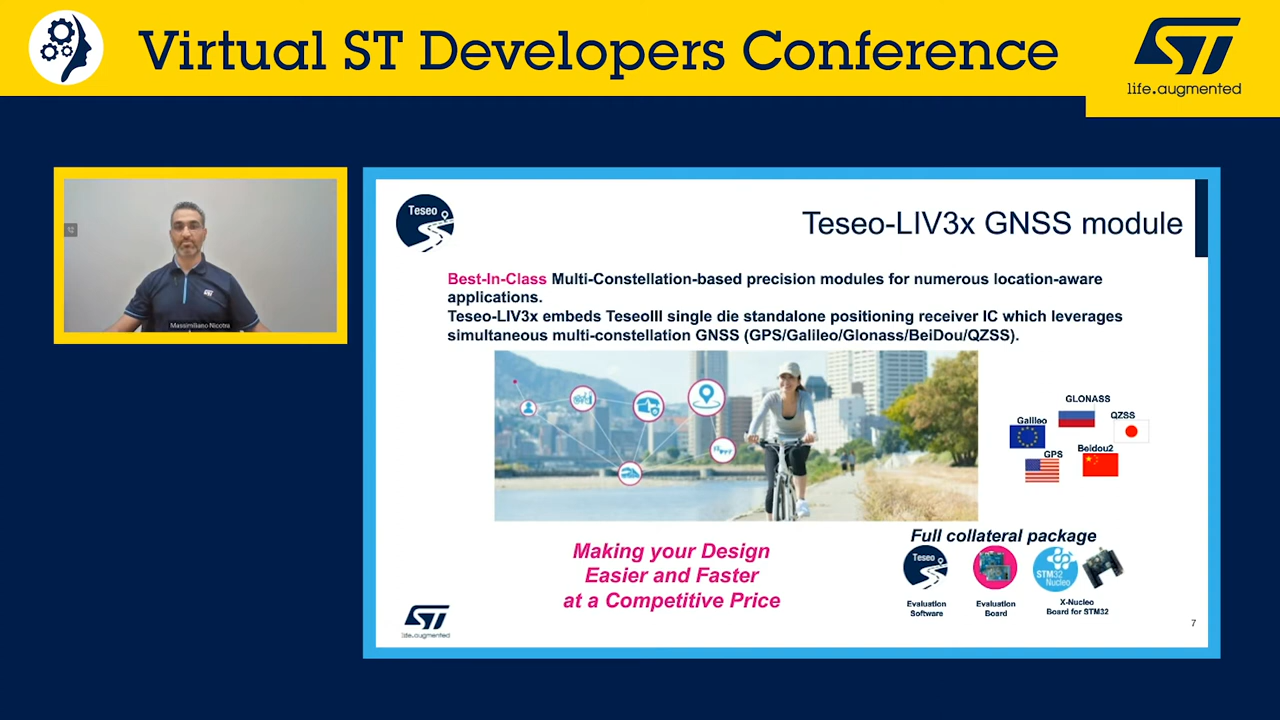 Virtual ST Developers Conference
ST
life.augmented
Massimiliano Nicotra
Teseo
Teseo-LIV3x GNSS module
Best-In-Class Multi-Constellation-based precision modules for numerous location-aware
applications.
Teseo-LIV3x embeds TeseoIII single die standalone positioning receiver IC which leverages
simultaneous multi-constellation GNSS (GPS/Galileo/Glonass/BeiDou/QZSS).
GLONASS
QZSS
Galileo
GPS
Beidou2
Making your Design
Easier and Faster
at a Competitive Price
Full collateral package
Teseo
STM32
Nucleo
Evaluation
Software
Evaluation
Board
X-Nucleo
Board for STM32
ST
life.augmented
7